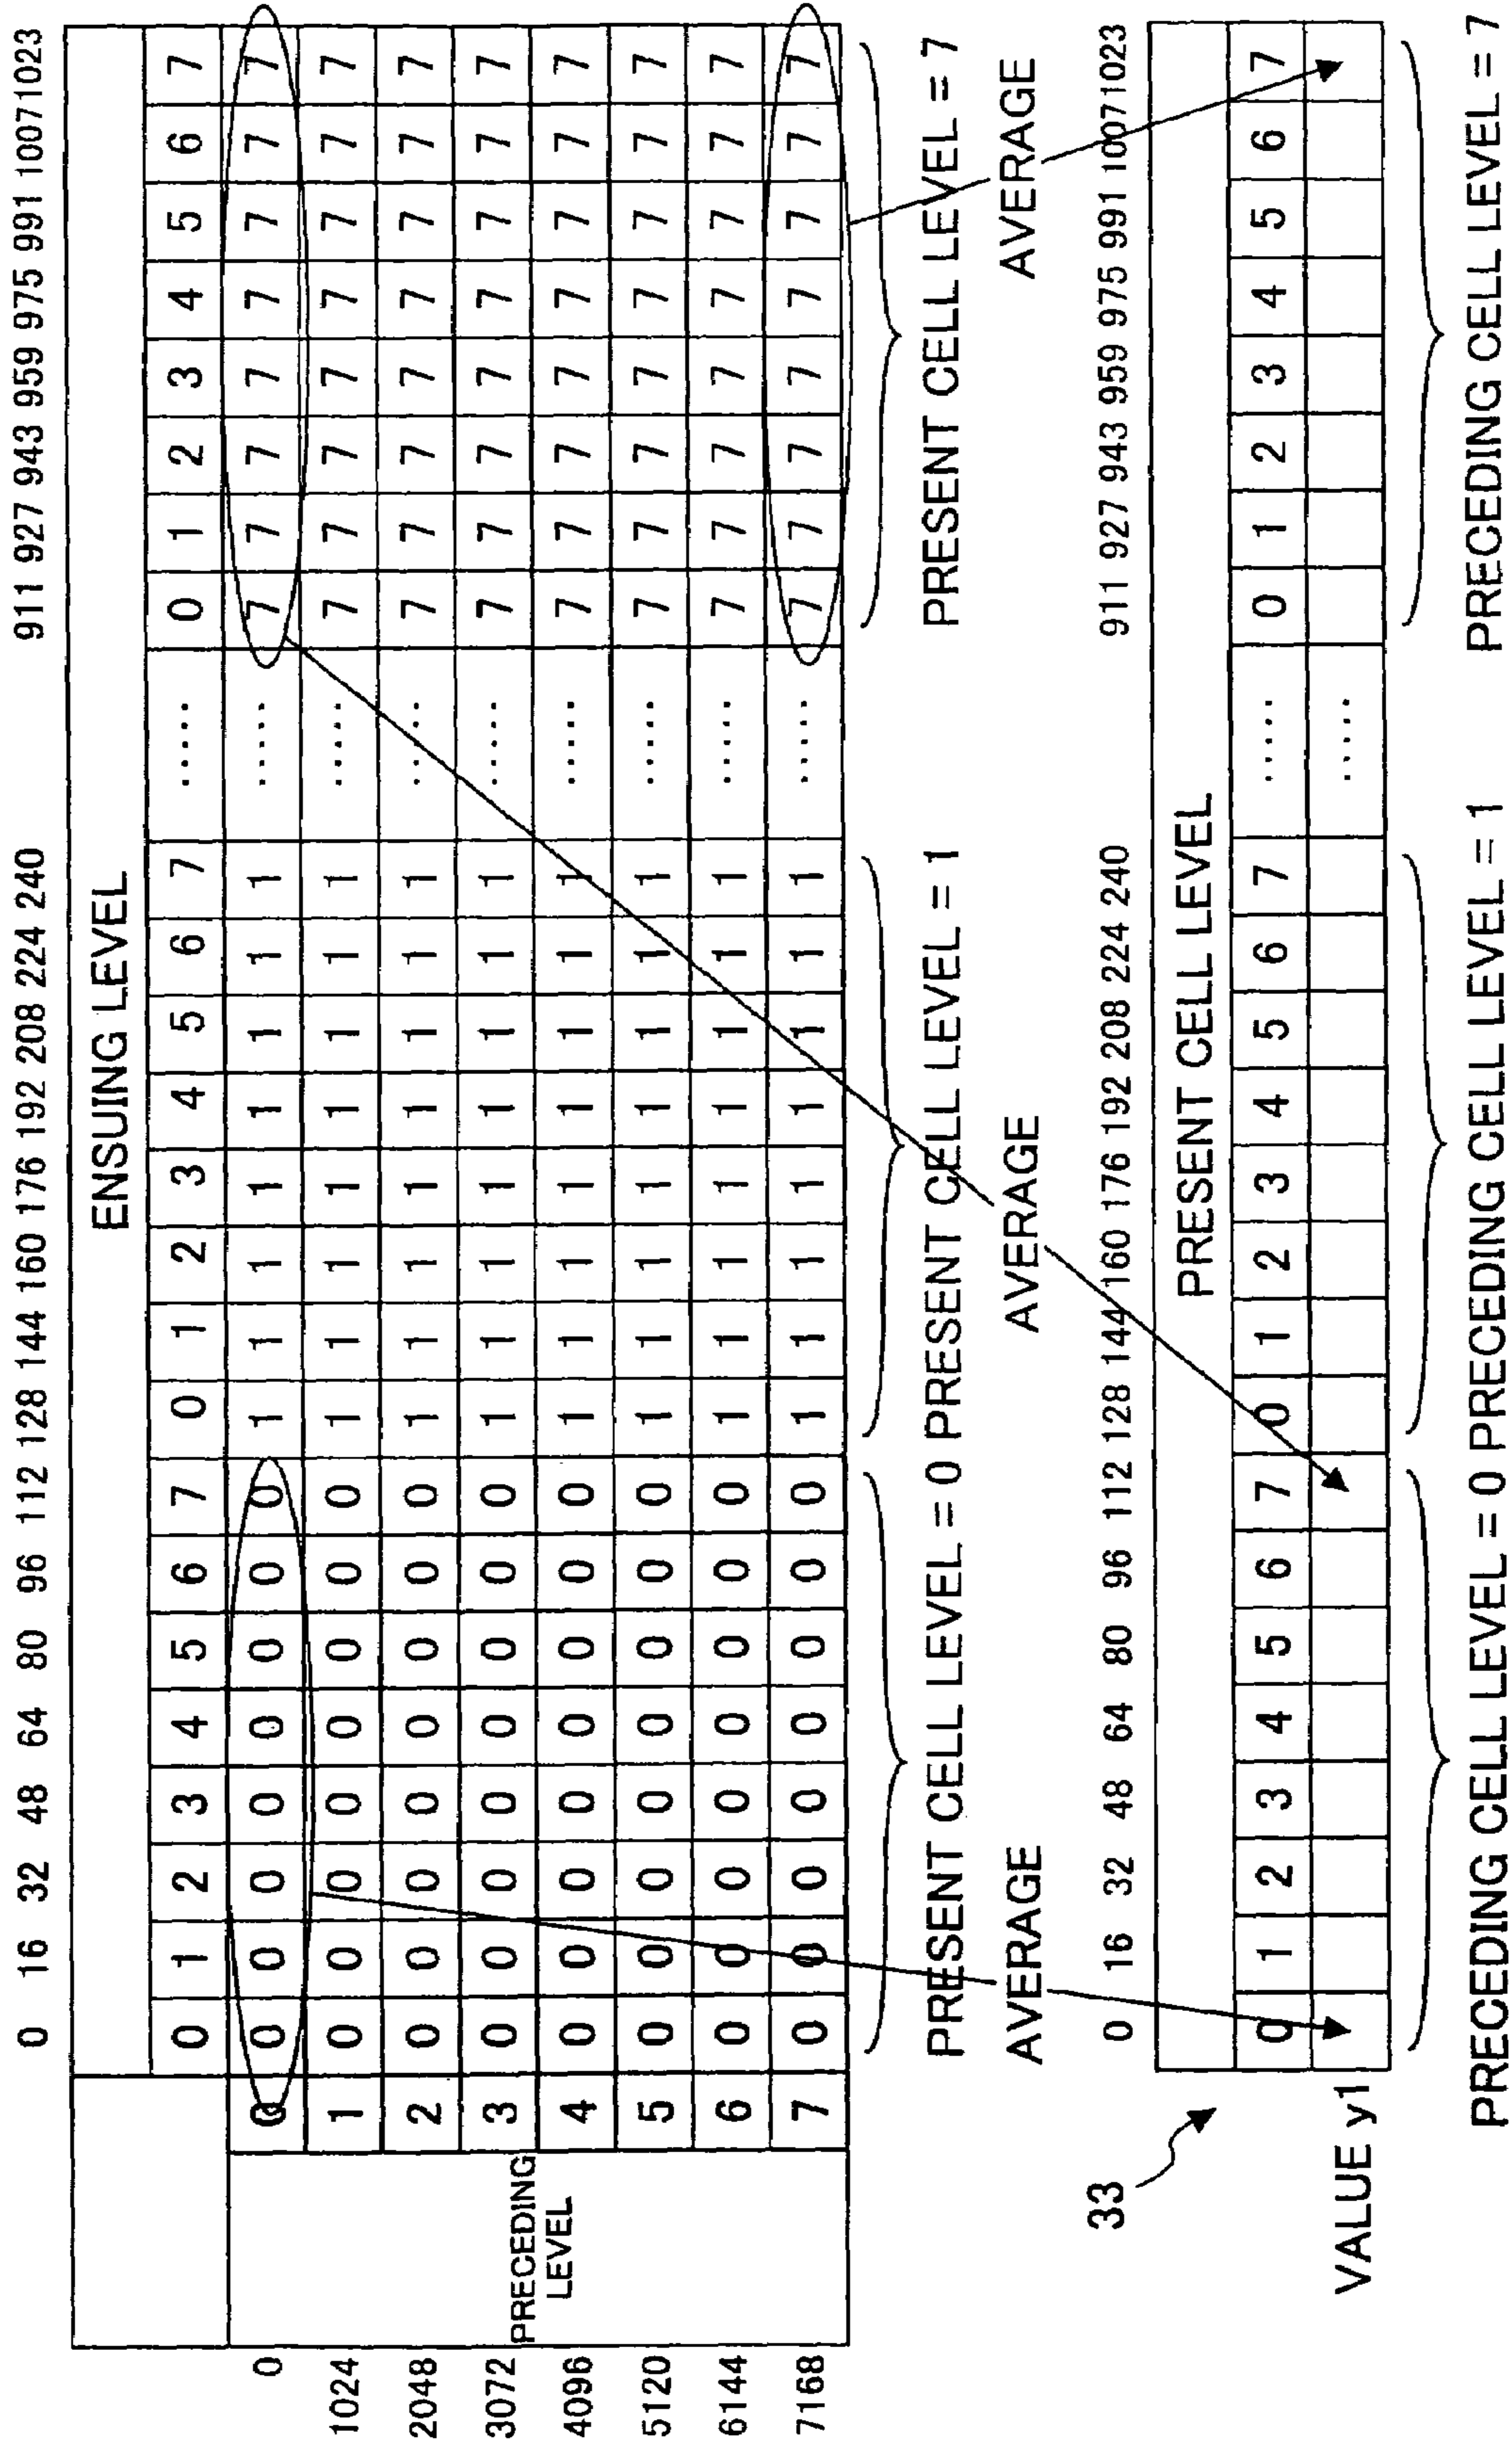 0 16 32 48 64 80 96 112 128 144 160 176 192 208 224 240 911 927 943 959 975 991 1007 1023
ENSUING LEVEL
0 1 2 3 4 5 6 7 0 1 2 3 4 5 6 7 ..... 0 1 2 3 4 5 6 7
0 0 0 0 0 0 0 0 0 0 1 1 1 1 1 1 1 1 ..... 7 7 7 7 7 7 7 7
1024 1 0 0 0 0 0 0 0 0 1 1 1 1 1 1 1 1 ..... 7 7 7 7 7 7 7 7
2048 2 0 0 0 0 0 0 0 0 1 1 1 1 1 1 1 1 ..... 7 7 7 7 7 7 7 7
3072 3 0 0 0 0 0 0 0 0 1 1 1 1 1 1 1 1 ..... 7 7 7 7 7 7 7 7
PRECEDING
LEVEL
4096 4 0 0 0 0 0 0 0 0 1 1 1 1 1 1 1 1 ..... 7 7 7 7 7 7 7 7
5120 5 0 0 0 0 0 0 0 0 1 1 1 1 1 1 1 1 ..... 7 7 7 7 7 7 7 7
6144 6 0 0 0 0 0 0 0 0 1 1 1 1 1 1 1 1 ..... 7 7 7 7 7 7 7 7
7168 7 0 0 0 0 0 0 0 0 1 1 1 1 1 1 1 1 ..... 7 7 7 7 7 7 7 7
PRESENT CELL LEVEL = 0 PRESENT CELL LEVEL = 1 PRESENT CELL LEVEL = 7
AVERAGE AVERAGE AVERAGE
33
0 16 32 48 64 80 96 112 128 144 160 176 192 208 224 240 911 927 943 959 975 991 1007 1023
PRESENT CELL LEVEL
0 1 2 3 4 5 6 7 0 1 2 3 4 5 6 7 ..... 0 1 2 3 4 5 6 7
VALUE y1 .....
PRECEDING CELL LEVEL = 0 PRECEDING CELL LEVEL = 1 PRECEDING CELL LEVEL = 7